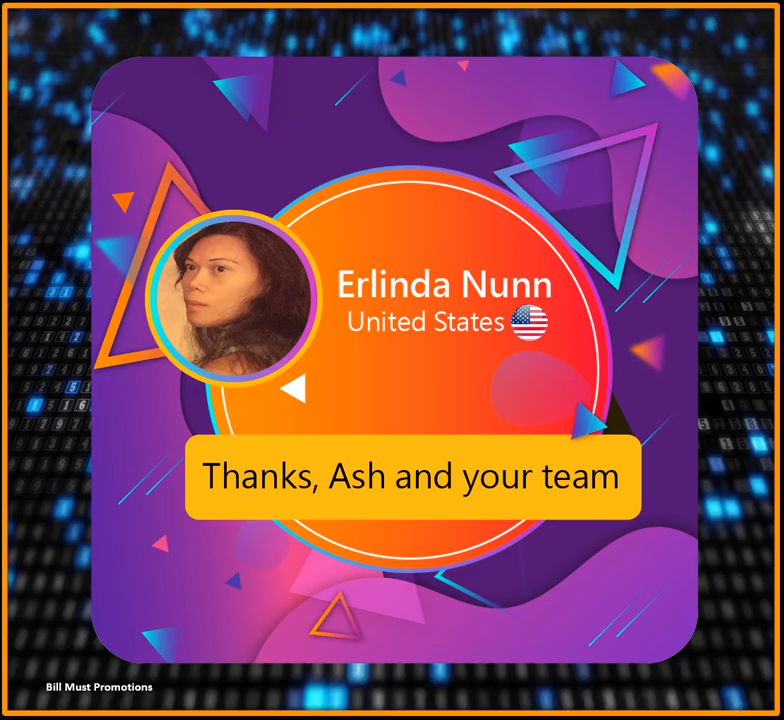 Erlinda Nunn
United States
Thanks, Ash and your team
Bill Must Promotions